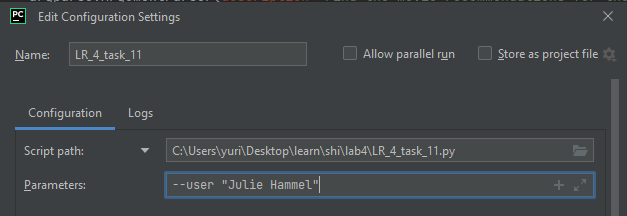 PC Edit Configuration Settings
Name: LR_4_task_11 Allow parallel run Store as project file
Configuration Logs
Script path: C:\Users\yuri\Desktop\learn\shi\lab4\LR_4_task_11.py
Parameters: --user "Julie Hammel"